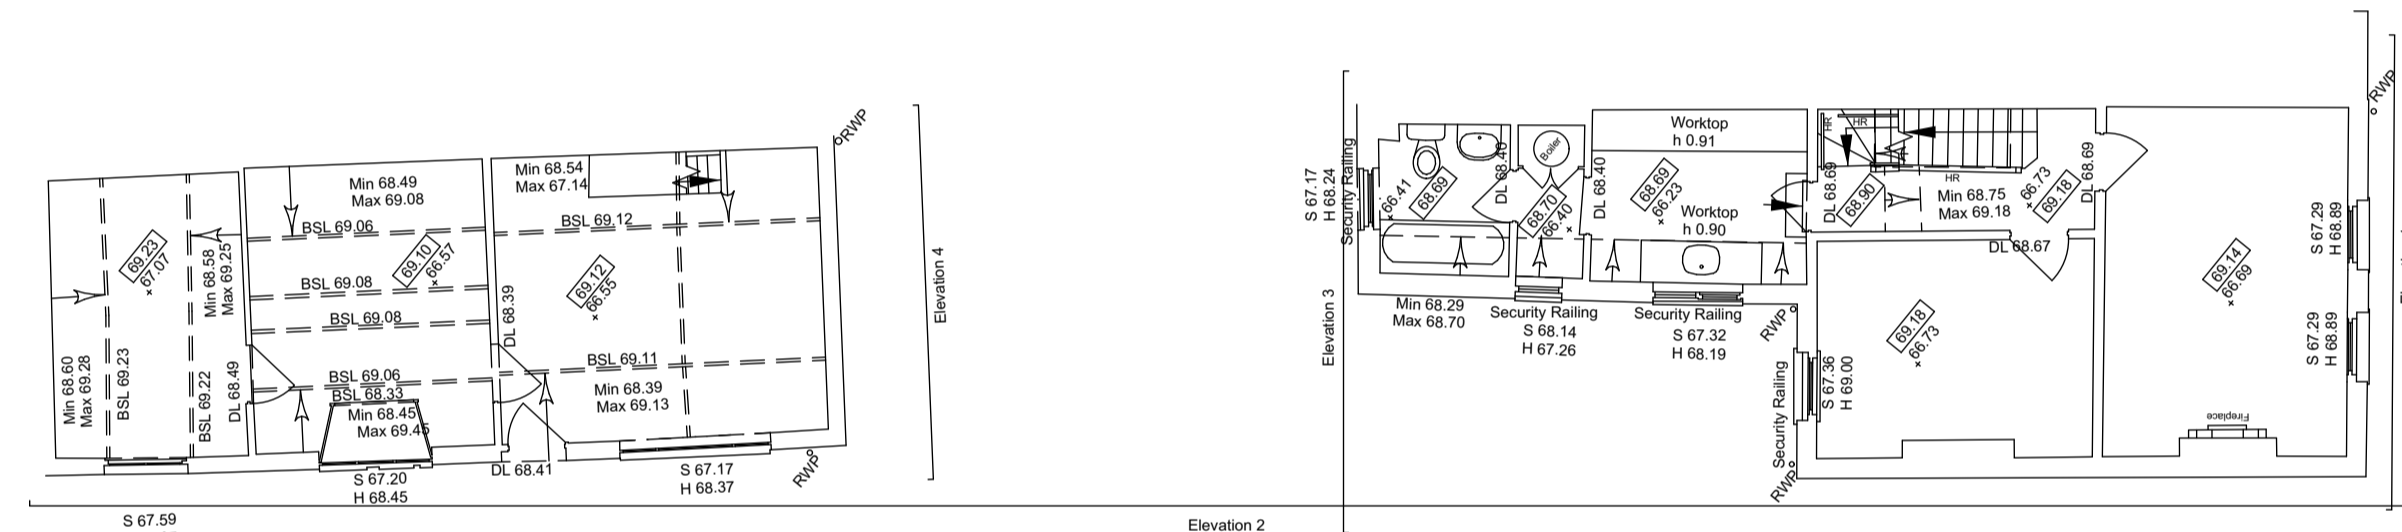 RWP
Min 68.54
Max 67.14
Min 68.49
Max 69.08
BSL 69.12
BSL 69.06
69.23
67.07
Min 68.58
Max 69.25
69.10
66.57
69.12
66.55
BSL 69.08
BSL 69.08
DL 68.39
Elevation 4
Min 68.60
Max 69.28
BSL 69.23
BSL 69.22
DL 68.49
BSL 69.11
BSL 69.06
BSL 68.33
Min 68.45
Max 69.45
Min 68.39
Max 69.13
DL 68.41
S 67.20
H 68.45
S 67.17
H 68.37
RWP
S 67.59
Elevation 2
Elevation 3
S 67.17
H 68.24
Security Railing
66.41
68.69
DL 68.40
Boiler
68.70
66.40
DL 68.40
Worktop
h 0.91
68.69
66.23
Worktop
h 0.90
HR
HR
HR
DL 68.69
68.90
Min 68.75
Max 69.18
66.73
69.18
DL 68.69
DL 68.67
Min 68.29
Max 68.70
Security Railing
S 68.14
H 67.26
Security Railing
S 67.32
H 68.19
RWP
Security Railing
S 67.36
H 69.00
RWP
69.18
66.73
69.14
66.69
Fireplace
S 67.29
H 68.89
S 67.29
H 68.89
RWP